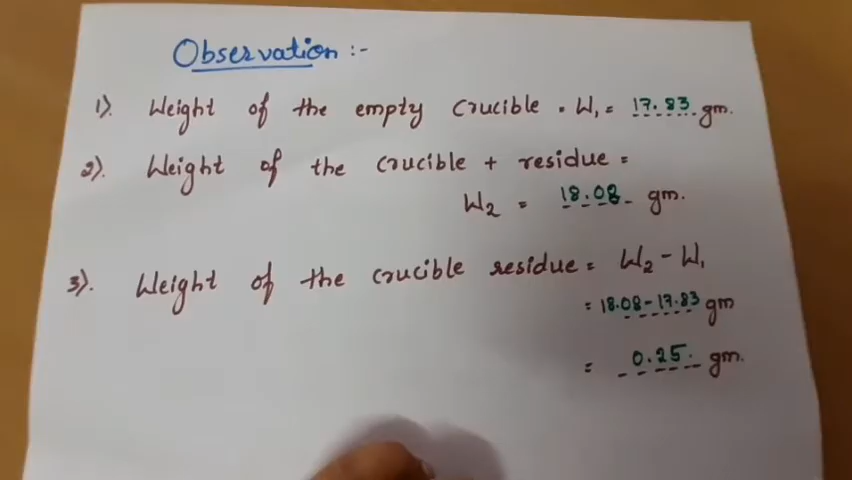 Observation :-
1). Weight of the empty crucible . W₁ = 17.83 gm.
2). Weight of the crucible + residue =
W₂ = 18.08 gm.
3). Weight of the crucible residue = W₂ - W₁
= 18.08-17.83 gm
= 0.25. gm.